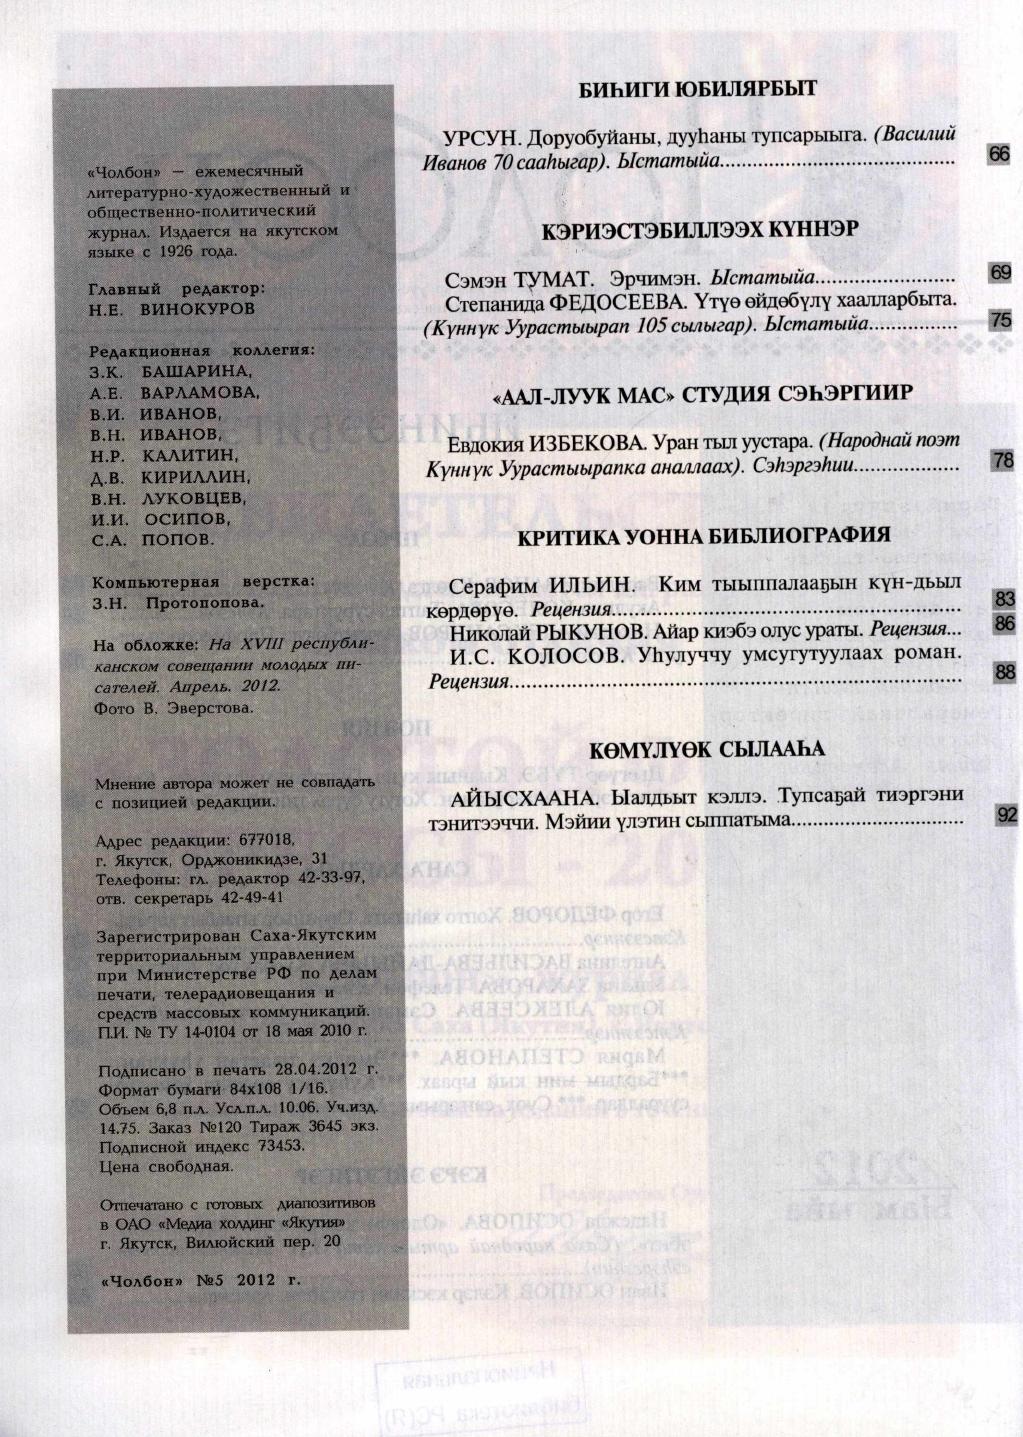 «Чолбон» — ежемесячный
литературно-художественный и
общественно-политический
журнал. Издается на якутском
языке с 1926 года.
Главный редактор:
Н.Е. ВИНОКУРОВ
Редакционная коллегия:
З.К. БАШАРИНА,
А.Е. ВАРЛАМОВА,
В.И. ИВАНОВ,
В.Н. ИВАНОВ,
Н.Р. КАЛИТИН,
Д.В. КИРИЛЛИН,
В.Н. ЛУКОВЦЕВ,
И.И. ОСИПОВ,
С.А. ПОПОВ.
Компьютерная верстка:
З.Н. Протопопова.
На обложке: На XVIII республи-
канском совещании молодых пи-
сателей. Апрель. 2012.
Фото В. Эверстова.
Мнение автора может не совпадать
с позицией редакции.
Адрес редакции: 677018,
г. Якутск, Орджоникидзе, 31
Телефоны: гл. редактор 42-33-97,
отв. секретарь 42-49-41
Зарегистрирован Саха-Якутским
территориальным управлением
при Министерстве РФ по делам
печати, телерадиовещания и
средств массовых коммуникаций.
П.И. № ТУ 14-0104 от 18 мая 2010 г.
Подписано в печать 28.04.2012 г.
Формат бумаги 84х108 1/16.
Объем 6,8 п.л. Усл.п.л. 10.06. Уч.изд.
14.75. Заказ №120 Тираж 3645 экз.
Подписной индекс 73453.
Цена свободная.
Отпечатано с готовых диапозитивов
в ОАО «Медиа холдинг «Якутия»
г. Якутск, Вилюйский пер. 20
«Чолбон» №5 2012 г.
БИҺИГИ ЮБИЛЯРБЫТ
УРСУН. Доруобуйаны, дууһаны тупсарыыга. (Василий
Иванов 70 сааһыгар). Ыстатыйа........ 66
КЭРИЭСТЭБИЛЛЭЭХ КҮННЭР
Сэмэн ТУМАТ. Эрчимэн. Ыстатыйа........ 69
Степанида ФЕДОСЕЕВА. Үтүө өйдөбүлү хаалларбыта.
(Күннүк Уурастыырап 105 сылыгар). Ыстатыйа........ 75
«ААЛ-ЛУУК МАС» СТУДИЯ СЭҺЭРГИИР
Евдокия ИЗБЕКОВА. Уран тыл уустара. (Народнай поэт
Күннүк Уурастыырапка аналлаах). Сэһэргэһии........ 78
КРИТИКА УОННА БИБЛИОГРАФИЯ
Серафим ИЛЬИН. Ким тыыппалааҕын күн-дьыл
көрдөрүө. Рецензия........ 83
Николай РЫКУНОВ. Айар киэбэ олус ураты. Рецензия... 86
И.С. КОЛОСОВ. Уһулуччу умсугутуулаах роман.
Рецензия........ 88
КӨМҮЛҮӨК СЫЛААҺА
АЙЫСХААНА. Ыалдьыт кэллэ. Тупсаҕай тиэргэни
тэнитээччи. Мэйии үлэтин сыппатыма........ 92